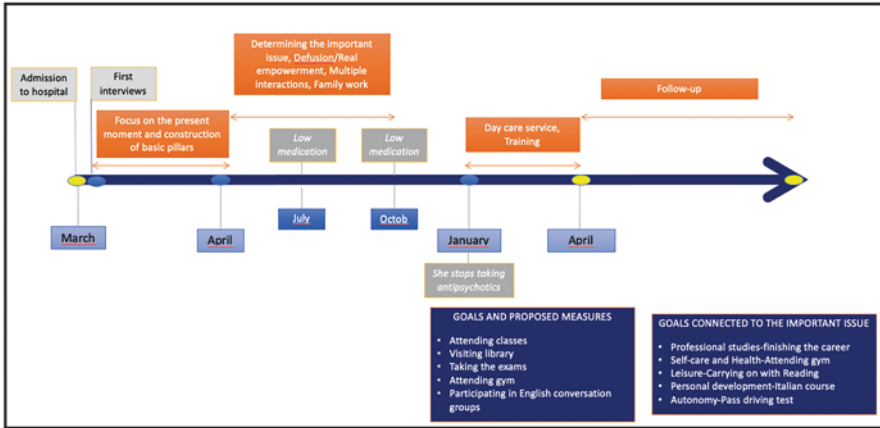 Admission
to hospital
First
interviews
Focus on the present
moment and construction
of basic pillars
Determining the important
issue, Defusion/Real
empowerment, Multiple
interactions, Family work
Low
medication
Low
medication
Day care service,
Training
Follow-up
March
April
July
Octob
January
April
She stops taking
antipsychotics
GOALS AND PROPOSED MEASURES
• Attending classes
• Visiting library
• Taking the exams
• Attending gym
• Participating in English conversation
groups
GOALS CONNECTED TO THE IMPORTANT ISSUE
• Professional studies-finishing the career
• Self-care and Health-Attending gym
• Leisure-Carrying on with Reading
• Personal development-Italian course
• Autonomy-Pass driving test